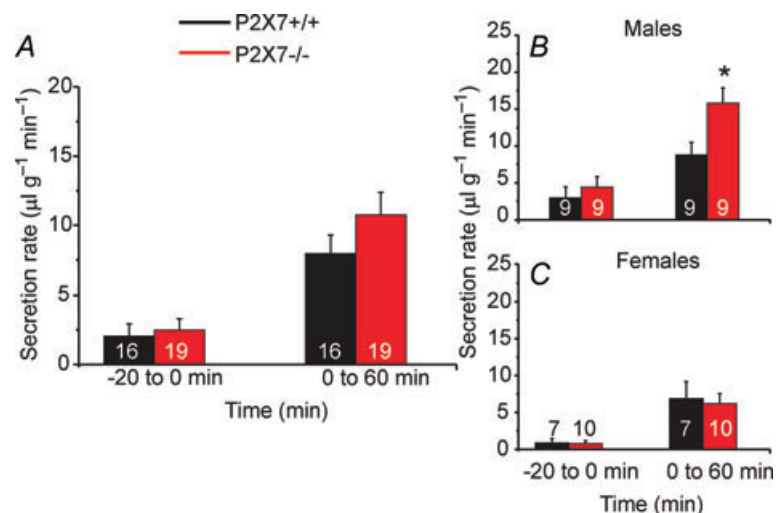 P2X7+/+
P2X7-/-
A
20
15
10
5
0
Secretion rate (µl g⁻¹ min⁻¹)
16 19
16 19
-20 to 0 min
0 to 60 min
Time (min)
B
Males
25
20
15
10
5
0
*
9 9
9 9
C
Females
25
20
15
10
5
0
Secretion rate (µl g⁻¹ min⁻¹)
7 10
7 10
-20 to 0 min
0 to 60 min
Time (min)